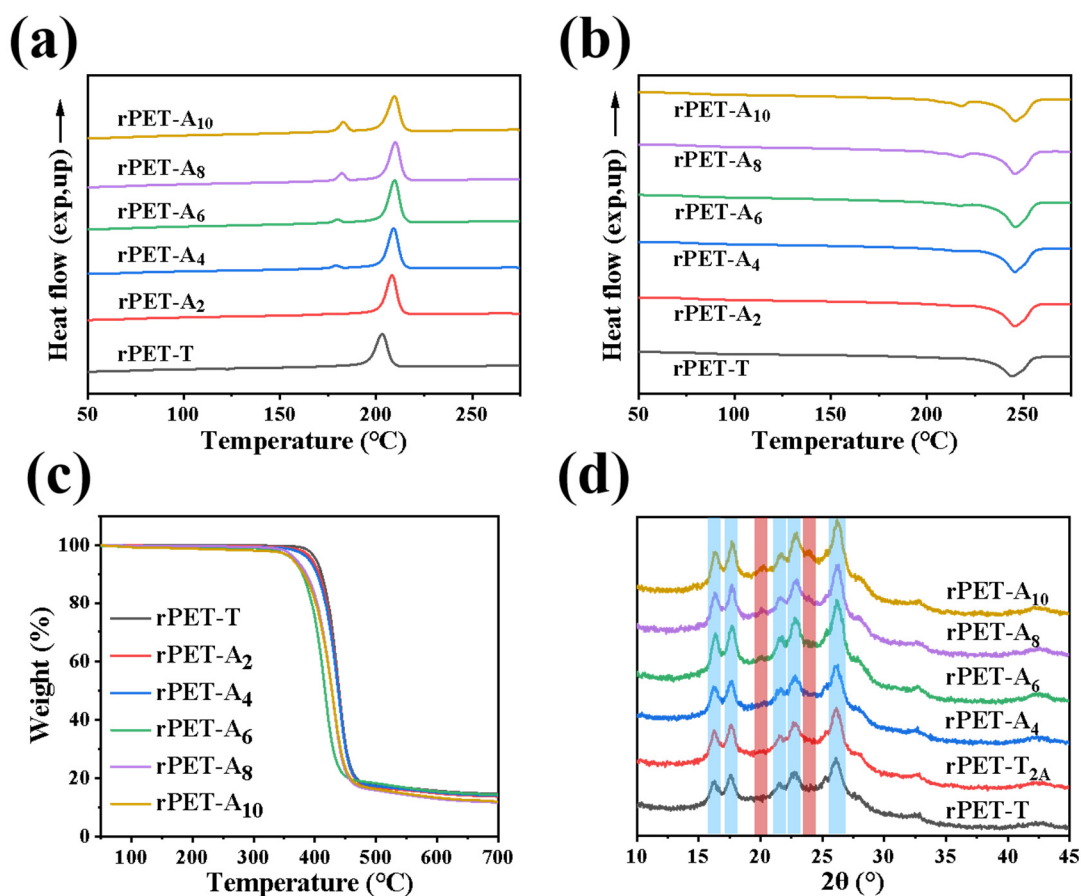 (a)
Heat flow (exp,up)
rPET-A10
rPET-A8
rPET-A6
rPET-A4
rPET-A2
rPET-T
50 100 150 200 250
Temperature (°C)
(b)
Heat flow (exp,up)
rPET-A10
rPET-A8
rPET-A6
rPET-A4
rPET-A2
rPET-T
50 100 150 200 250
Temperature (°C)
(c)
Weight (%)
100
80
60
40
20
0
rPET-T
rPET-A2
rPET-A4
rPET-A6
rPET-A8
rPET-A10
100 200 300 400 500 600 700
Temperature (°C)
(d)
rPET-A10
rPET-A8
rPET-A6
rPET-A4
rPET-T2A
rPET-T
10 15 20 25 30 35 40 45
2θ (°)